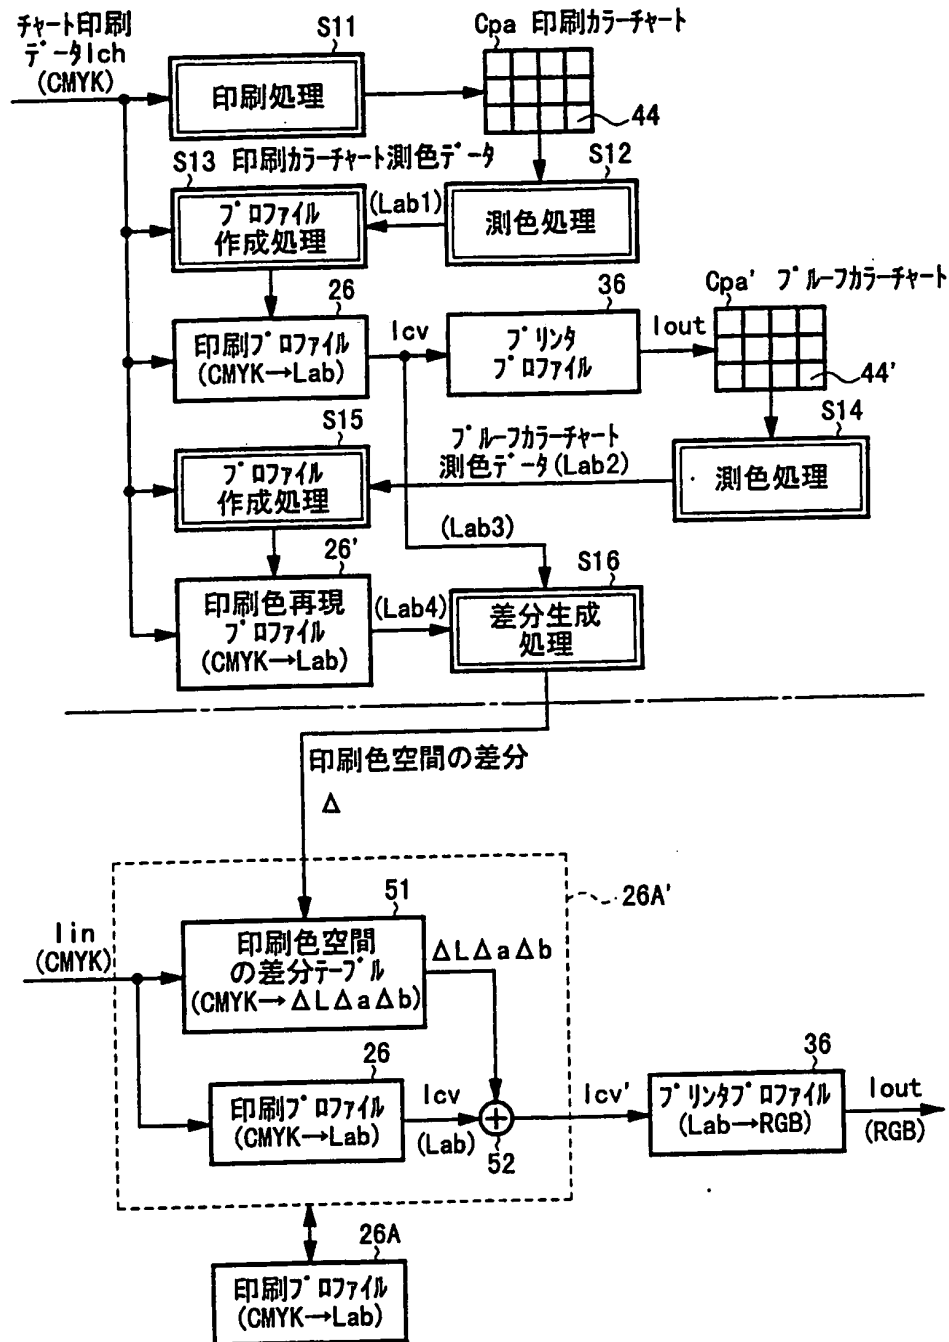 チャート印刷
データIch
(CMYK)
S11
印刷処理
Cpa 印刷カラーチャート
44
S13 印刷カラーチャート測色データ
(Lab1)
S12
測色処理
プロファイル
作成処理
26
印刷プロファイル
(CMYK→Lab)
Icv
36
プリンタ
プロファイル
Iout
Cpa' プルーフカラーチャート
44'
S15
プロファイル
作成処理
プルーフカラーチャート
測色データ(Lab2)
S14
測色処理
(Lab3)
26'
印刷色再現
プロファイル
(CMYK→Lab)
(Lab4)
S16
差分生成
処理
印刷色空間の差分
Δ
26A'
Iin
(CMYK)
51
印刷色空間
の差分テーブル
(CMYK→ΔLΔaΔb)
ΔLΔaΔb
26
印刷プロファイル
(CMYK→Lab)
Icv
(Lab)
+
52
Icv'
36
プリンタプロファイル
(Lab→RGB)
Iout
(RGB)
26A
印刷プロファイル
(CMYK→Lab)